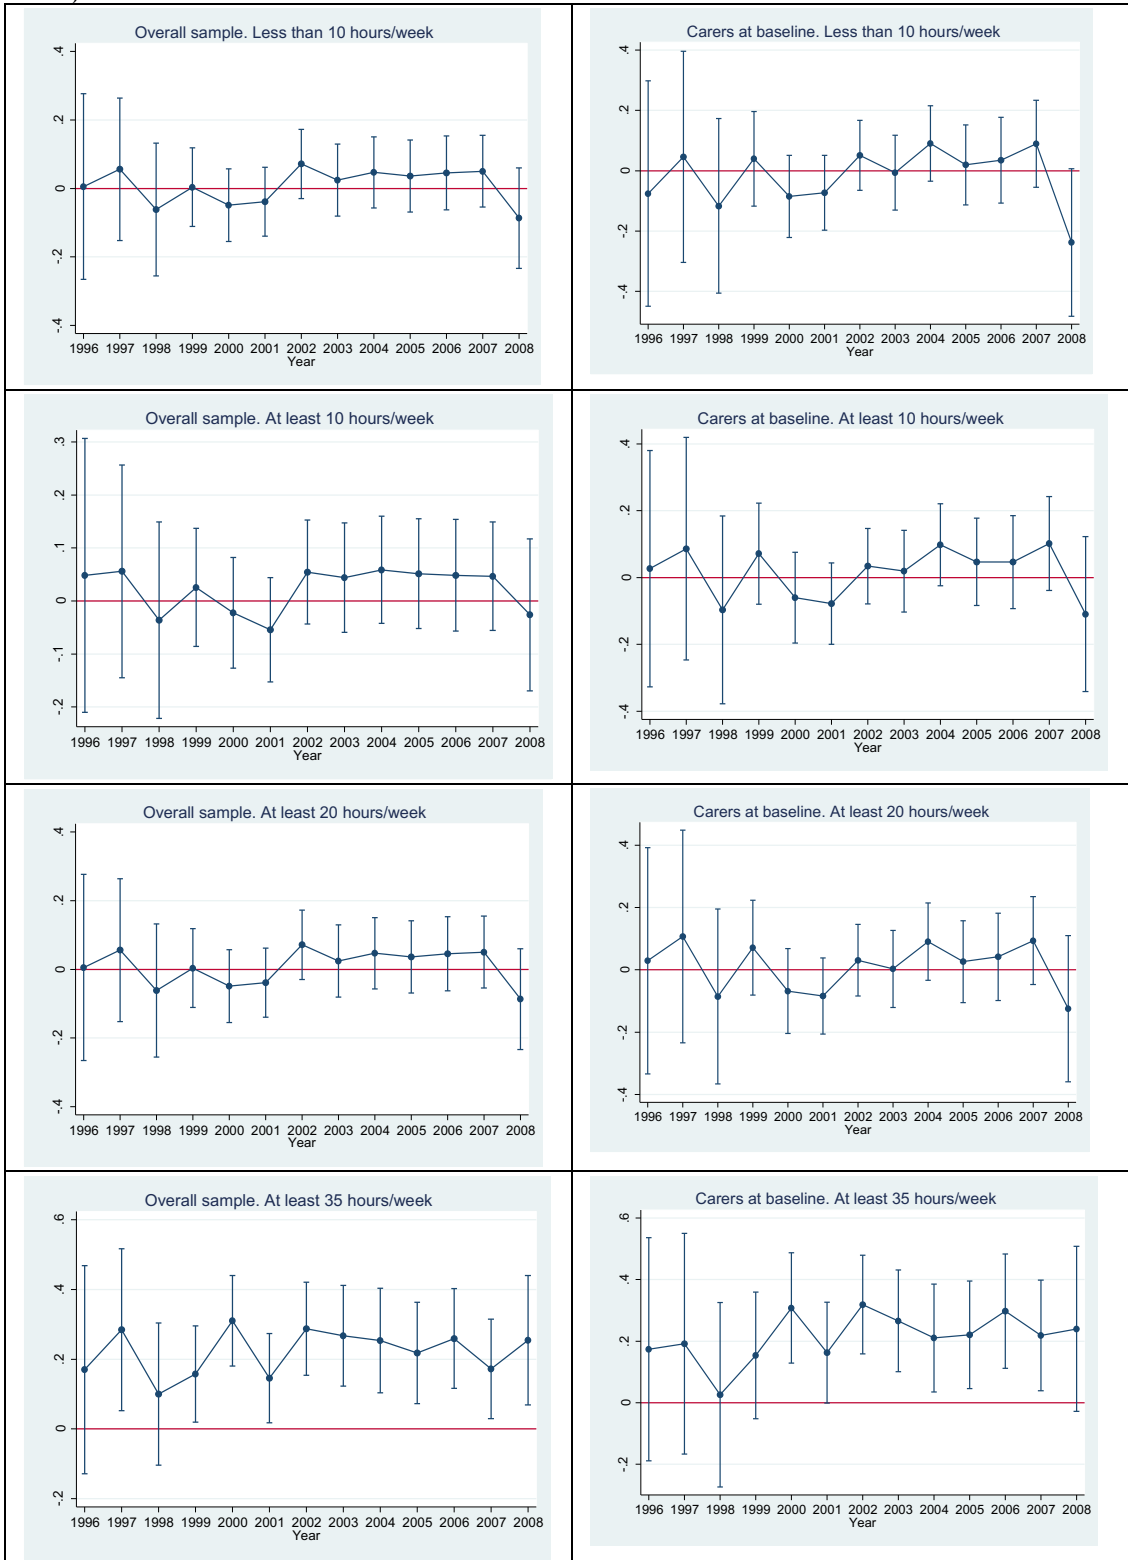 Overall sample. Less than 10 hours/week
.4
.2
0
-.2
-.4
1996 1997 1998 1999 2000 2001 2002 2003 2004 2005 2006 2007 2008
Year
Carers at baseline. Less than 10 hours/week
.4
.2
0
-.2
-.4
1996 1997 1998 1999 2000 2001 2002 2003 2004 2005 2006 2007 2008
Year
Overall sample. At least 10 hours/week
.3
.2
.1
0
-.1
-.2
1996 1997 1998 1999 2000 2001 2002 2003 2004 2005 2006 2007 2008
Year
Carers at baseline. At least 10 hours/week
.4
.2
0
-.2
-.4
1996 1997 1998 1999 2000 2001 2002 2003 2004 2005 2006 2007 2008
Year
Overall sample. At least 20 hours/week
.4
.2
0
-.2
-.4
1996 1997 1998 1999 2000 2001 2002 2003 2004 2005 2006 2007 2008
Year
Carers at baseline. At least 20 hours/week
.4
.2
0
-.2
-.4
1996 1997 1998 1999 2000 2001 2002 2003 2004 2005 2006 2007 2008
Year
Overall sample. At least 35 hours/week
.6
.4
.2
0
-.2
1996 1997 1998 1999 2000 2001 2002 2003 2004 2005 2006 2007 2008
Year
Carers at baseline. At least 35 hours/week
.6
.4
.2
0
-.2
1996 1997 1998 1999 2000 2001 2002 2003 2004 2005 2006 2007 2008
Year